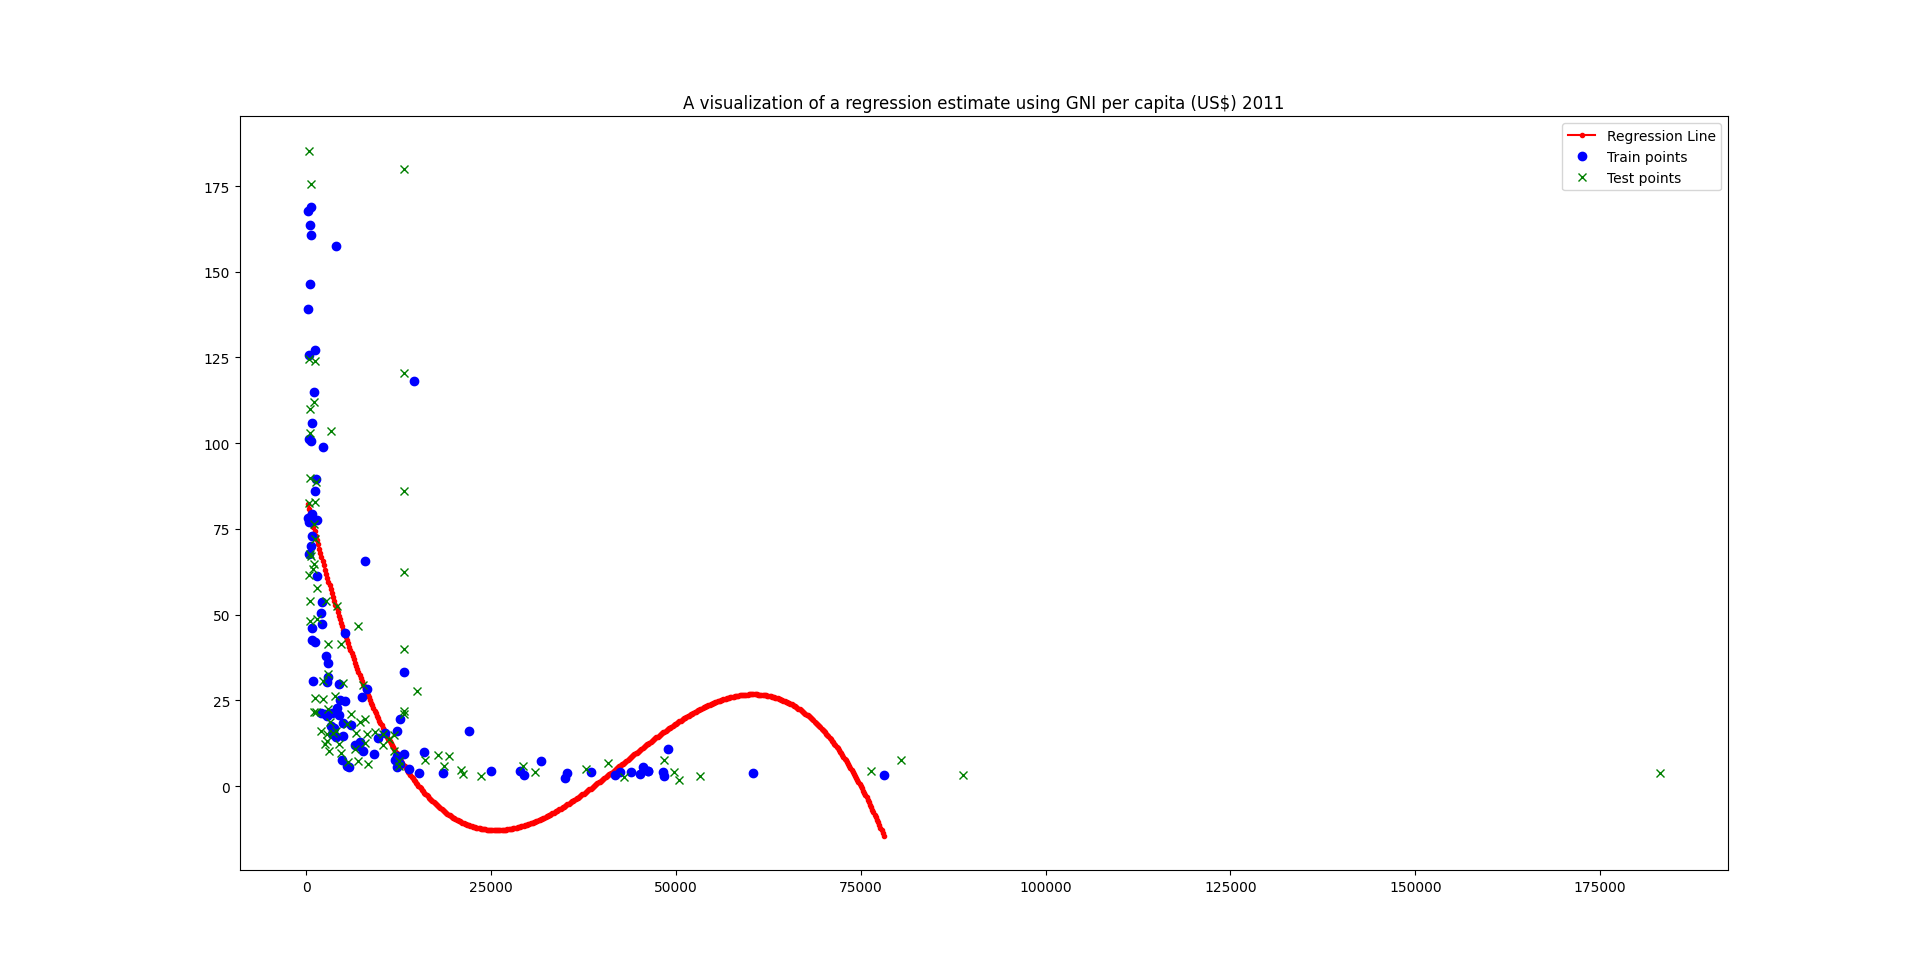 A visualization of a regression estimate using GNI per capita (US$) 2011
Regression Line
Train points
Test points
175
150
125
100
75
50
25
0
0 25000 50000 75000 100000 125000 150000 175000